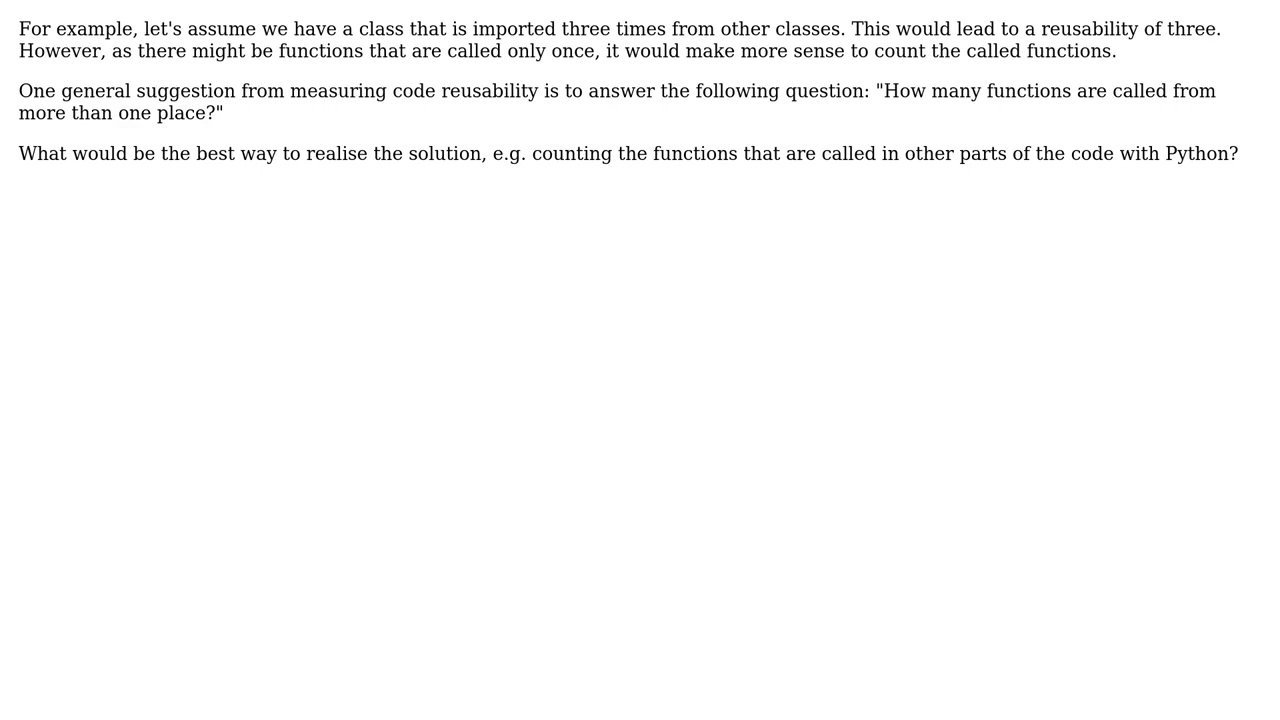 For example, let's assume we have a class that is imported three times from other classes. This would lead to a reusability of three.
However, as there might be functions that are called only once, it would make more sense to count the called functions.
One general suggestion from measuring code reusability is to answer the following question: "How many functions are called from
more than one place?"
What would be the best way to realise the solution, e.g. counting the functions that are called in other parts of the code with Python?